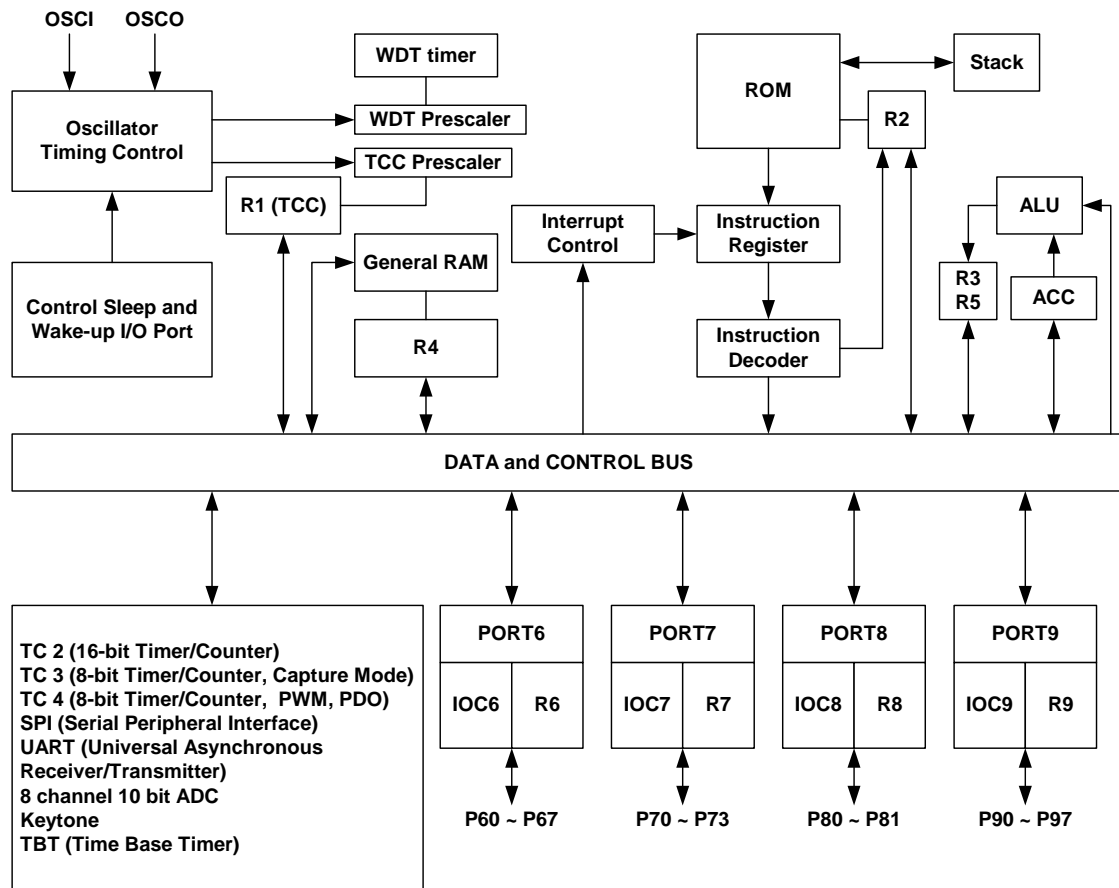 OSCI
OSCO
WDT timer
WDT Prescaler
TCC Prescaler
Oscillator
Timing Control
R1 (TCC)
General RAM
R4
Control Sleep and
Wake-up I/O Port
ROM
Stack
R2
Interrupt
Control
Instruction
Register
Instruction
Decoder
ALU
R3
R5
ACC
DATA and CONTROL BUS
TC 2 (16-bit Timer/Counter)
TC 3 (8-bit Timer/Counter, Capture Mode)
TC 4 (8-bit Timer/Counter, PWM, PDO)
SPI (Serial Peripheral Interface)
UART (Universal Asynchronous
Receiver/Transmitter)
8 channel 10 bit ADC
Keytone
TBT (Time Base Timer)
PORT6
IOC6
R6
P60 ~ P67
PORT7
IOC7
R7
P70 ~ P73
PORT8
IOC8
R8
P80 ~ P81
PORT9
IOC9
R9
P90 ~ P97